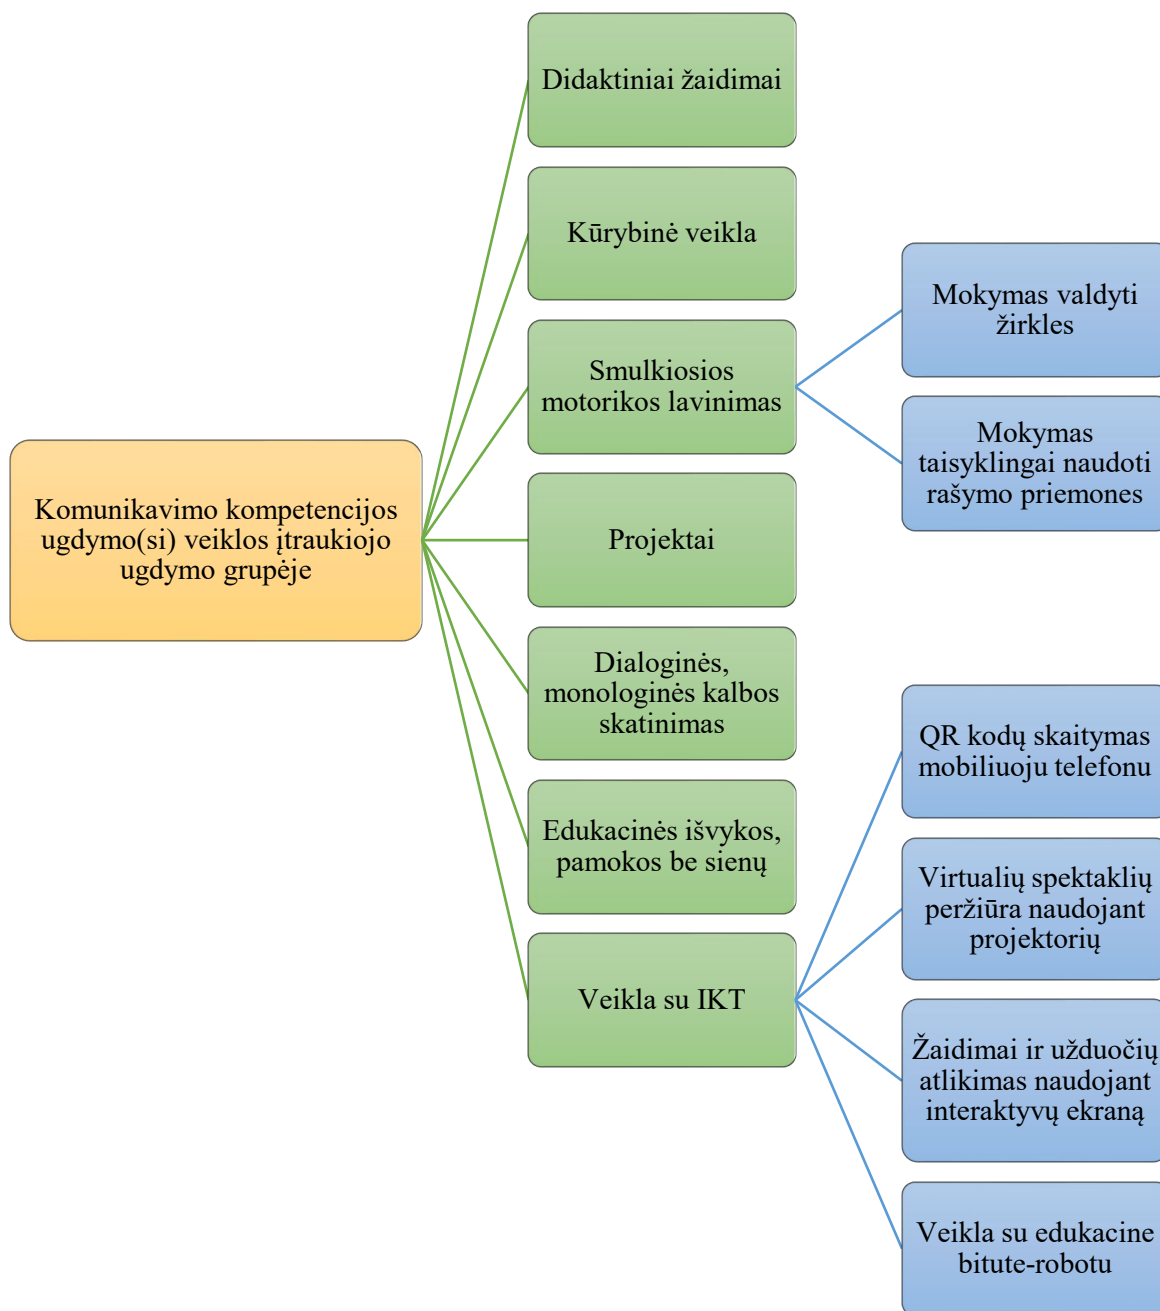 Komunikavimo kompetencijos
ugdymo(si) veiklos įtraukiojo
ugdymo grupėje
Didaktiniai žaidimai
Kūrybinė veikla
Smulkiosios
motorikos lavinimas
Mokymas valdyti
žirkles
Mokymas
taisyklingai naudoti
rašymo priemones
Projektai
Dialoginės,
monologinės kalbos
skatinimas
Edukacinės išvykos,
pamokos be sienų
Veikla su IKT
QR kodų skaitymas
mobiliuoju telefonu
Virtualių spektaklių
peržiūra naudojant
projektorių
Žaidimai ir užduočių
atlikimas naudojant
interaktyvų ekraną
Veikla su edukacine
bitute-robotu